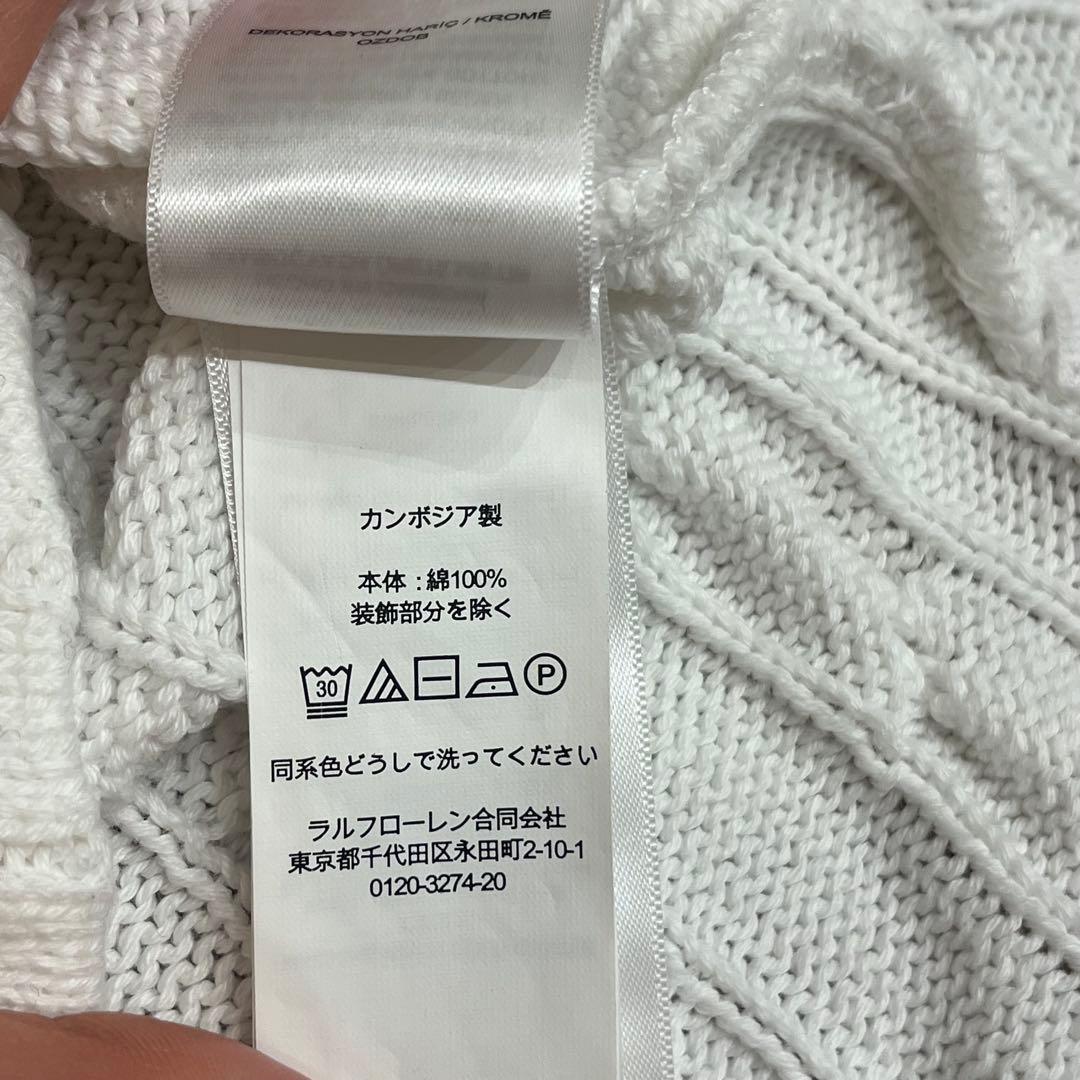 DEKORASYON HARİÇ / KROMĚ
OZDOB
カンボジア製
本体 : 綿100%
装飾部分を除く
30
P
同系色どうしで洗ってください
ラルフローレン合同会社
東京都千代田区永田町2-10-1
0120-3274-20